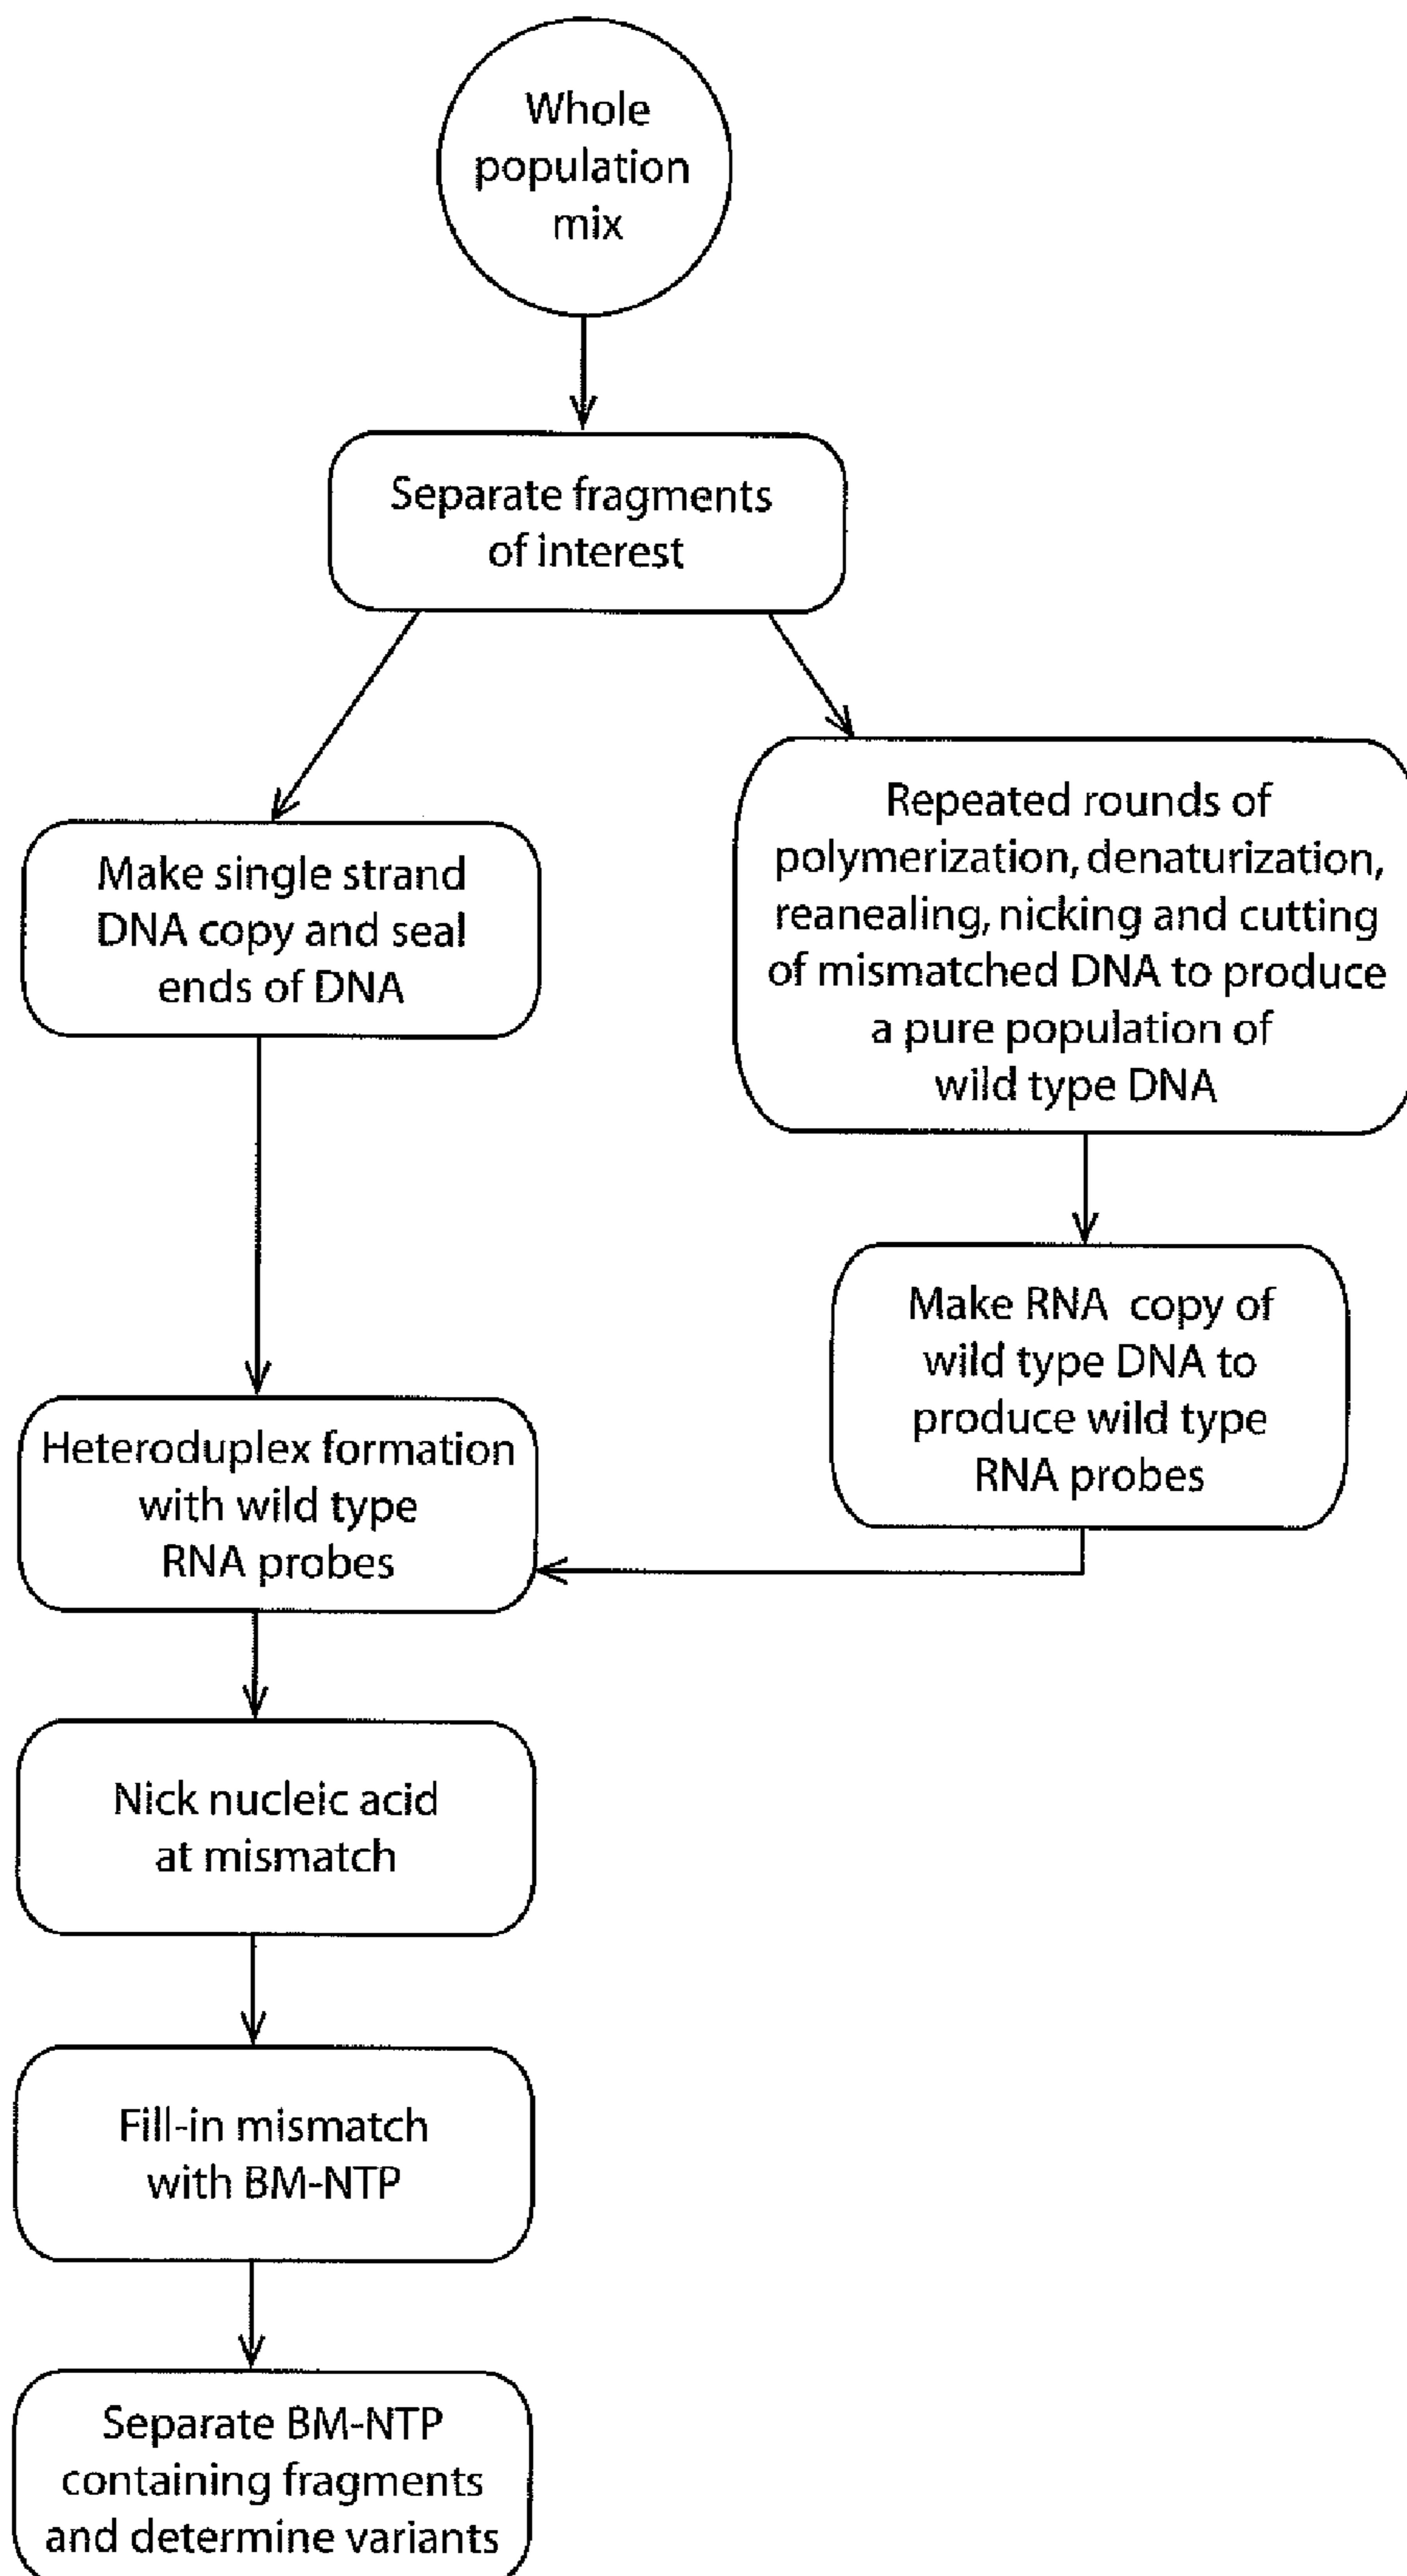 Whole
population
mix
Separate fragments
of interest
Make single strand
DNA copy and seal
ends of DNA
Repeated rounds of
polymerization, denaturization,
reanealing, nicking and cutting
of mismatched DNA to produce
a pure population of
wild type DNA
Make RNA copy of
wild type DNA to
produce wild type
RNA probes
Heteroduplex formation
with wild type
RNA probes
Nick nucleic acid
at mismatch
Fill-in mismatch
with BM-NTP
Separate BM-NTP
containing fragments
and determine variants